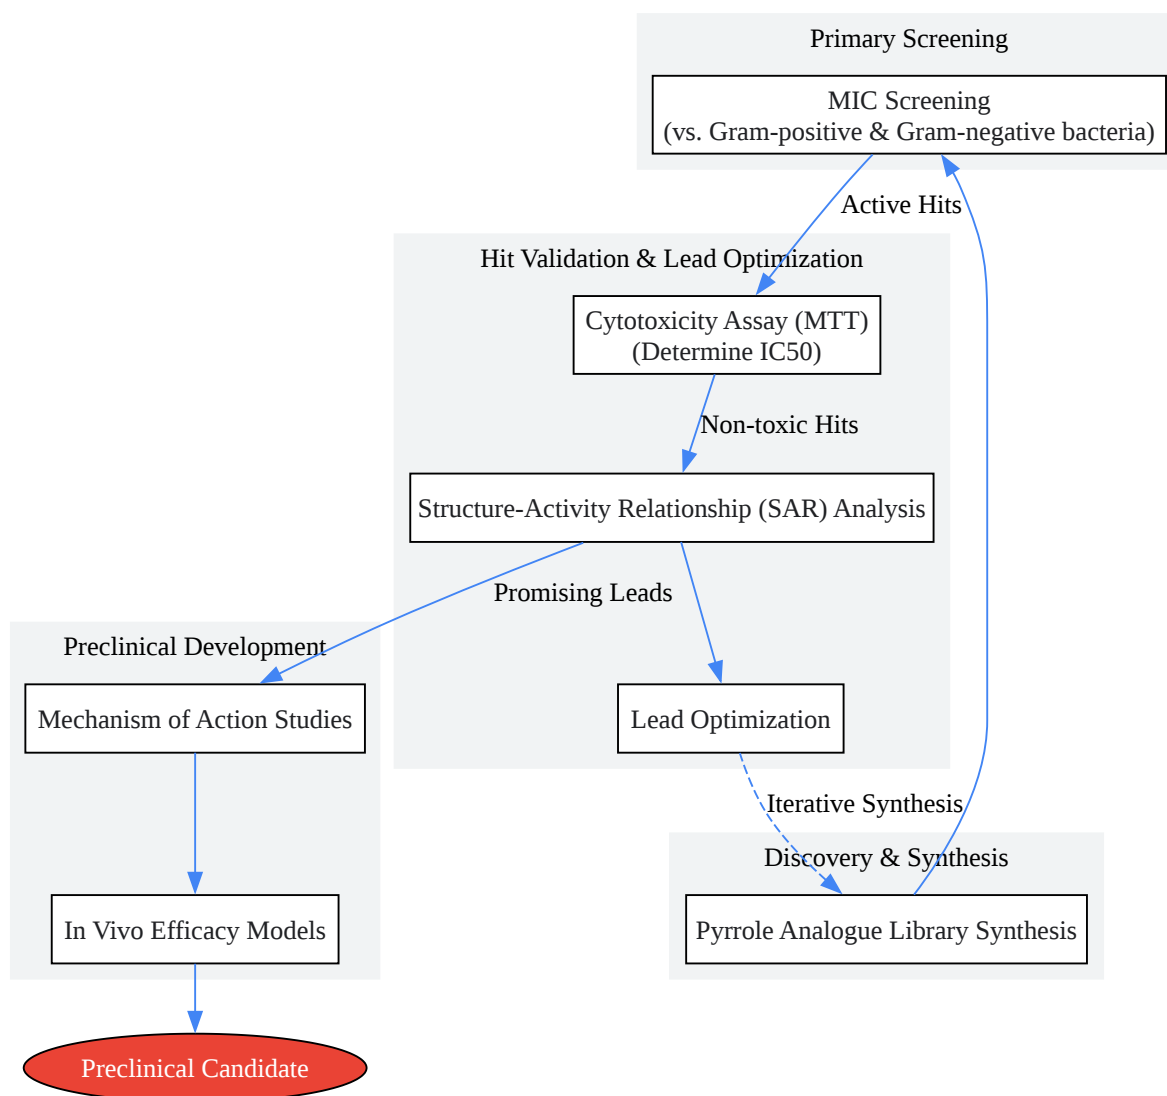 Primary Screening
MIC Screening
(vs. Gram-positive & Gram-negative bacteria)
Active Hits
Hit Validation & Lead Optimization
Cytotoxicity Assay (MTT)
(Determine IC50)
Non-toxic Hits
Structure-Activity Relationship (SAR) Analysis
Promising Leads
Preclinical Development
Mechanism of Action Studies
Lead Optimization
Iterative Synthesis
Discovery & Synthesis
In Vivo Efficacy Models
Pyrrole Analogue Library Synthesis
Preclinical Candidate